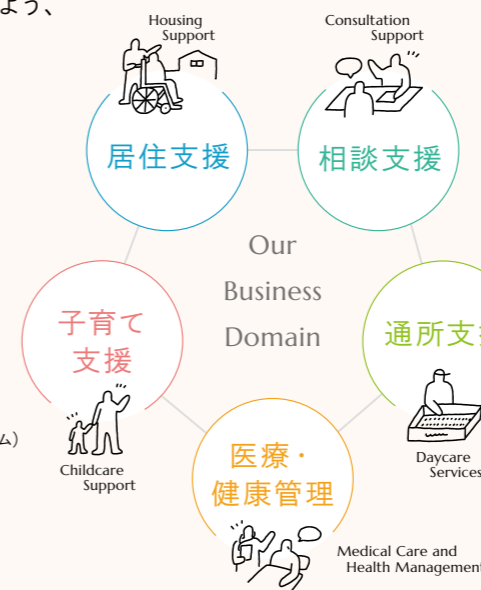 よう、
Housing
Support
Consultation
Support
居住支援
相談支援
Our
Business
Domain
子育て
支援
通所支
ム）
Childcare
Support
医療・
健康管理
Daycare
Services
Medical Care and
Health Management